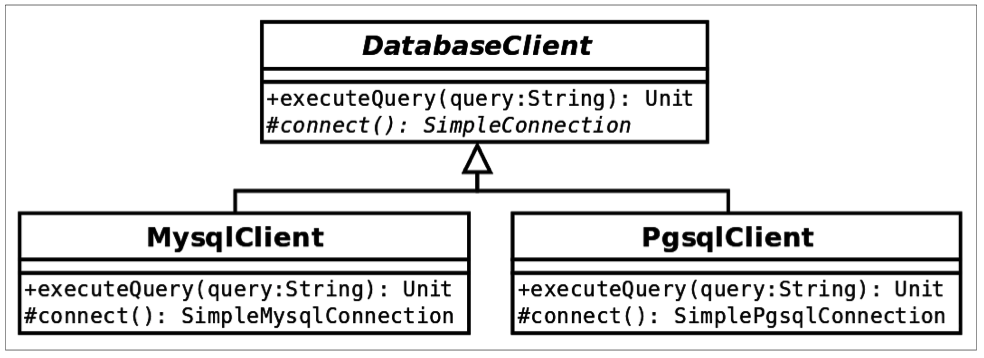 DatabaseClient
+executeQuery(query:String): Unit
#connect(): SimpleConnection
MysqlClient
+executeQuery(query:String): Unit
#connect(): SimpleMysqlConnection
PgsqlClient
+executeQuery(query:String): Unit
#connect(): SimplePgsqlConnection